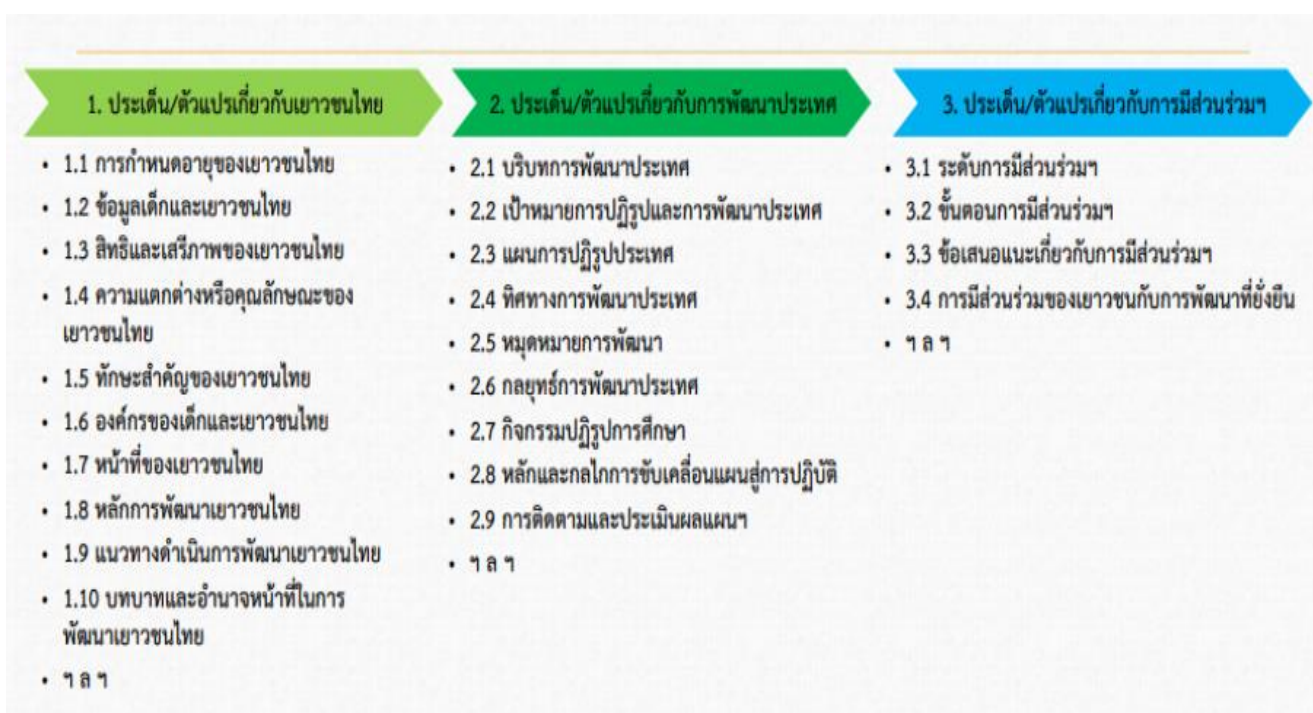 1. ประเด็น/ตัวแปรเกี่ยวกับเยาวชนไทย
• 1.1 การกำหนดอายุของเยาวชนไทย
• 1.2 ข้อมูลเด็กและเยาวชนไทย
• 1.3 สิทธิและเสรีภาพของเยาวชนไทย
• 1.4 ความแตกต่างหรือคุณลักษณะของ
เยาวชนไทย
• 1.5 ทักษะสำคัญของเยาวชนไทย
• 1.6 องค์กรของเด็กและเยาวชนไทย
• 1.7 หน้าที่ของเยาวชนไทย
• 1.8 หลักการพัฒนาเยาวชนไทย
• 1.9 แนวทางดำเนินการพัฒนาเยาวชนไทย
• 1.10 บทบาทและอำนาจหน้าที่ในการ
พัฒนาเยาวชนไทย
• ฯ ล ฯ
2. ประเด็น/ตัวแปรเกี่ยวกับการพัฒนาประเทศ
• 2.1 บริบทการพัฒนาประเทศ
• 2.2 เป้าหมายการปฏิรูปและการพัฒนาประเทศ
• 2.3 แผนการปฏิรูปประเทศ
• 2.4 ทิศทางการพัฒนาประเทศ
• 2.5 หมุดหมายการพัฒนา
• 2.6 กลยุทธ์การพัฒนาประเทศ
• 2.7 กิจกรรมปฏิรูปการศึกษา
• 2.8 หลักและกลไกการขับเคลื่อนแผนสู่การปฏิบัติ
• 2.9 การติดตามและประเมินผลแผนฯ
• ฯ ล ฯ
3. ประเด็น/ตัวแปรเกี่ยวกับการมีส่วนร่วมฯ
• 3.1 ระดับการมีส่วนร่วมฯ
• 3.2 ขั้นตอนการมีส่วนร่วมฯ
• 3.3 ข้อเสนอแนะเกี่ยวกับการมีส่วนร่วมฯ
• 3.4 การมีส่วนร่วมของเยาวชนกับการพัฒนาที่ยั่งยืน
• ฯ ล ฯ